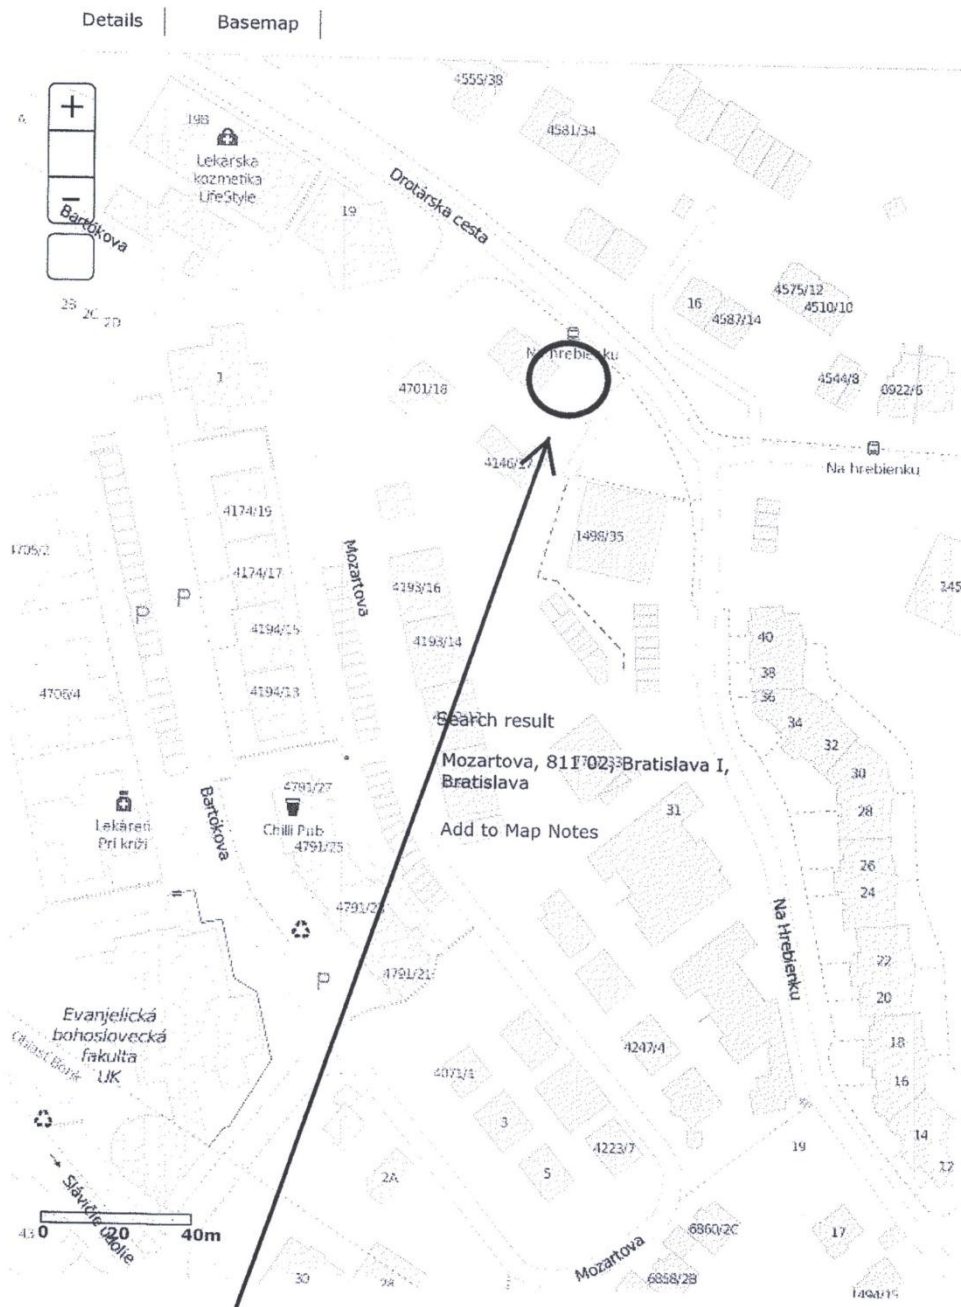 Details
Basemap
+
−
4555/38
4581/34
19B
Lekárska
kozmetika
LifeStyle
19
Drotárska cesta
Bartókova
2B
2C
2D
1
Na hrebienku
16
4587/14
4575/12
4510/10
4544/8
4701/18
4146/17
Na hrebienku
4174/19
4174/17
4194/15
4194/13
Mozartova
4193/16
4193/14
1498/35
P
P
4706/4
40
38
36
34
32
30
28
26
24
22
20
18
16
14
12
Search result
Mozartova, 811 02, Bratislava I,
Bratislava
Add to Map Notes
31
Lekáreň
Pri kríži
Bartókova
4791/27
Chilli Pub
4791/25
4791/21
P
Na Hrebienku
Evanjelická
bohoslovecká
fakulta
UK
4247/4
4071/1
3
5
4223/7
2A
19
17
Slávičie údolie
43
0 20 40m
Mozartova
6860/2C
6858/2B
30
28
1494/15